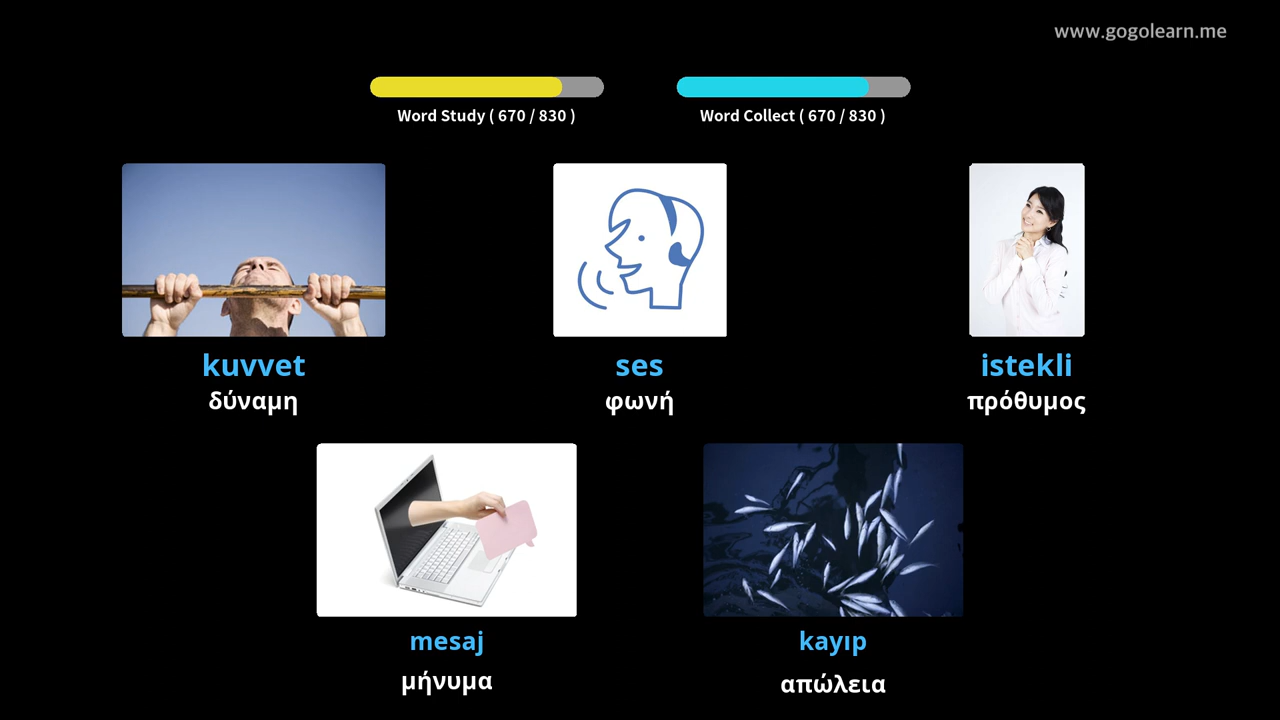 www.gogolearn.me
Word Study ( 670 / 830 )
Word Collect ( 670 / 830 )
kuvvet
δύναμη
ses
φωνή
istekli
πρόθυμος
mesaj
μήνυμα
kayıp
απώλεια